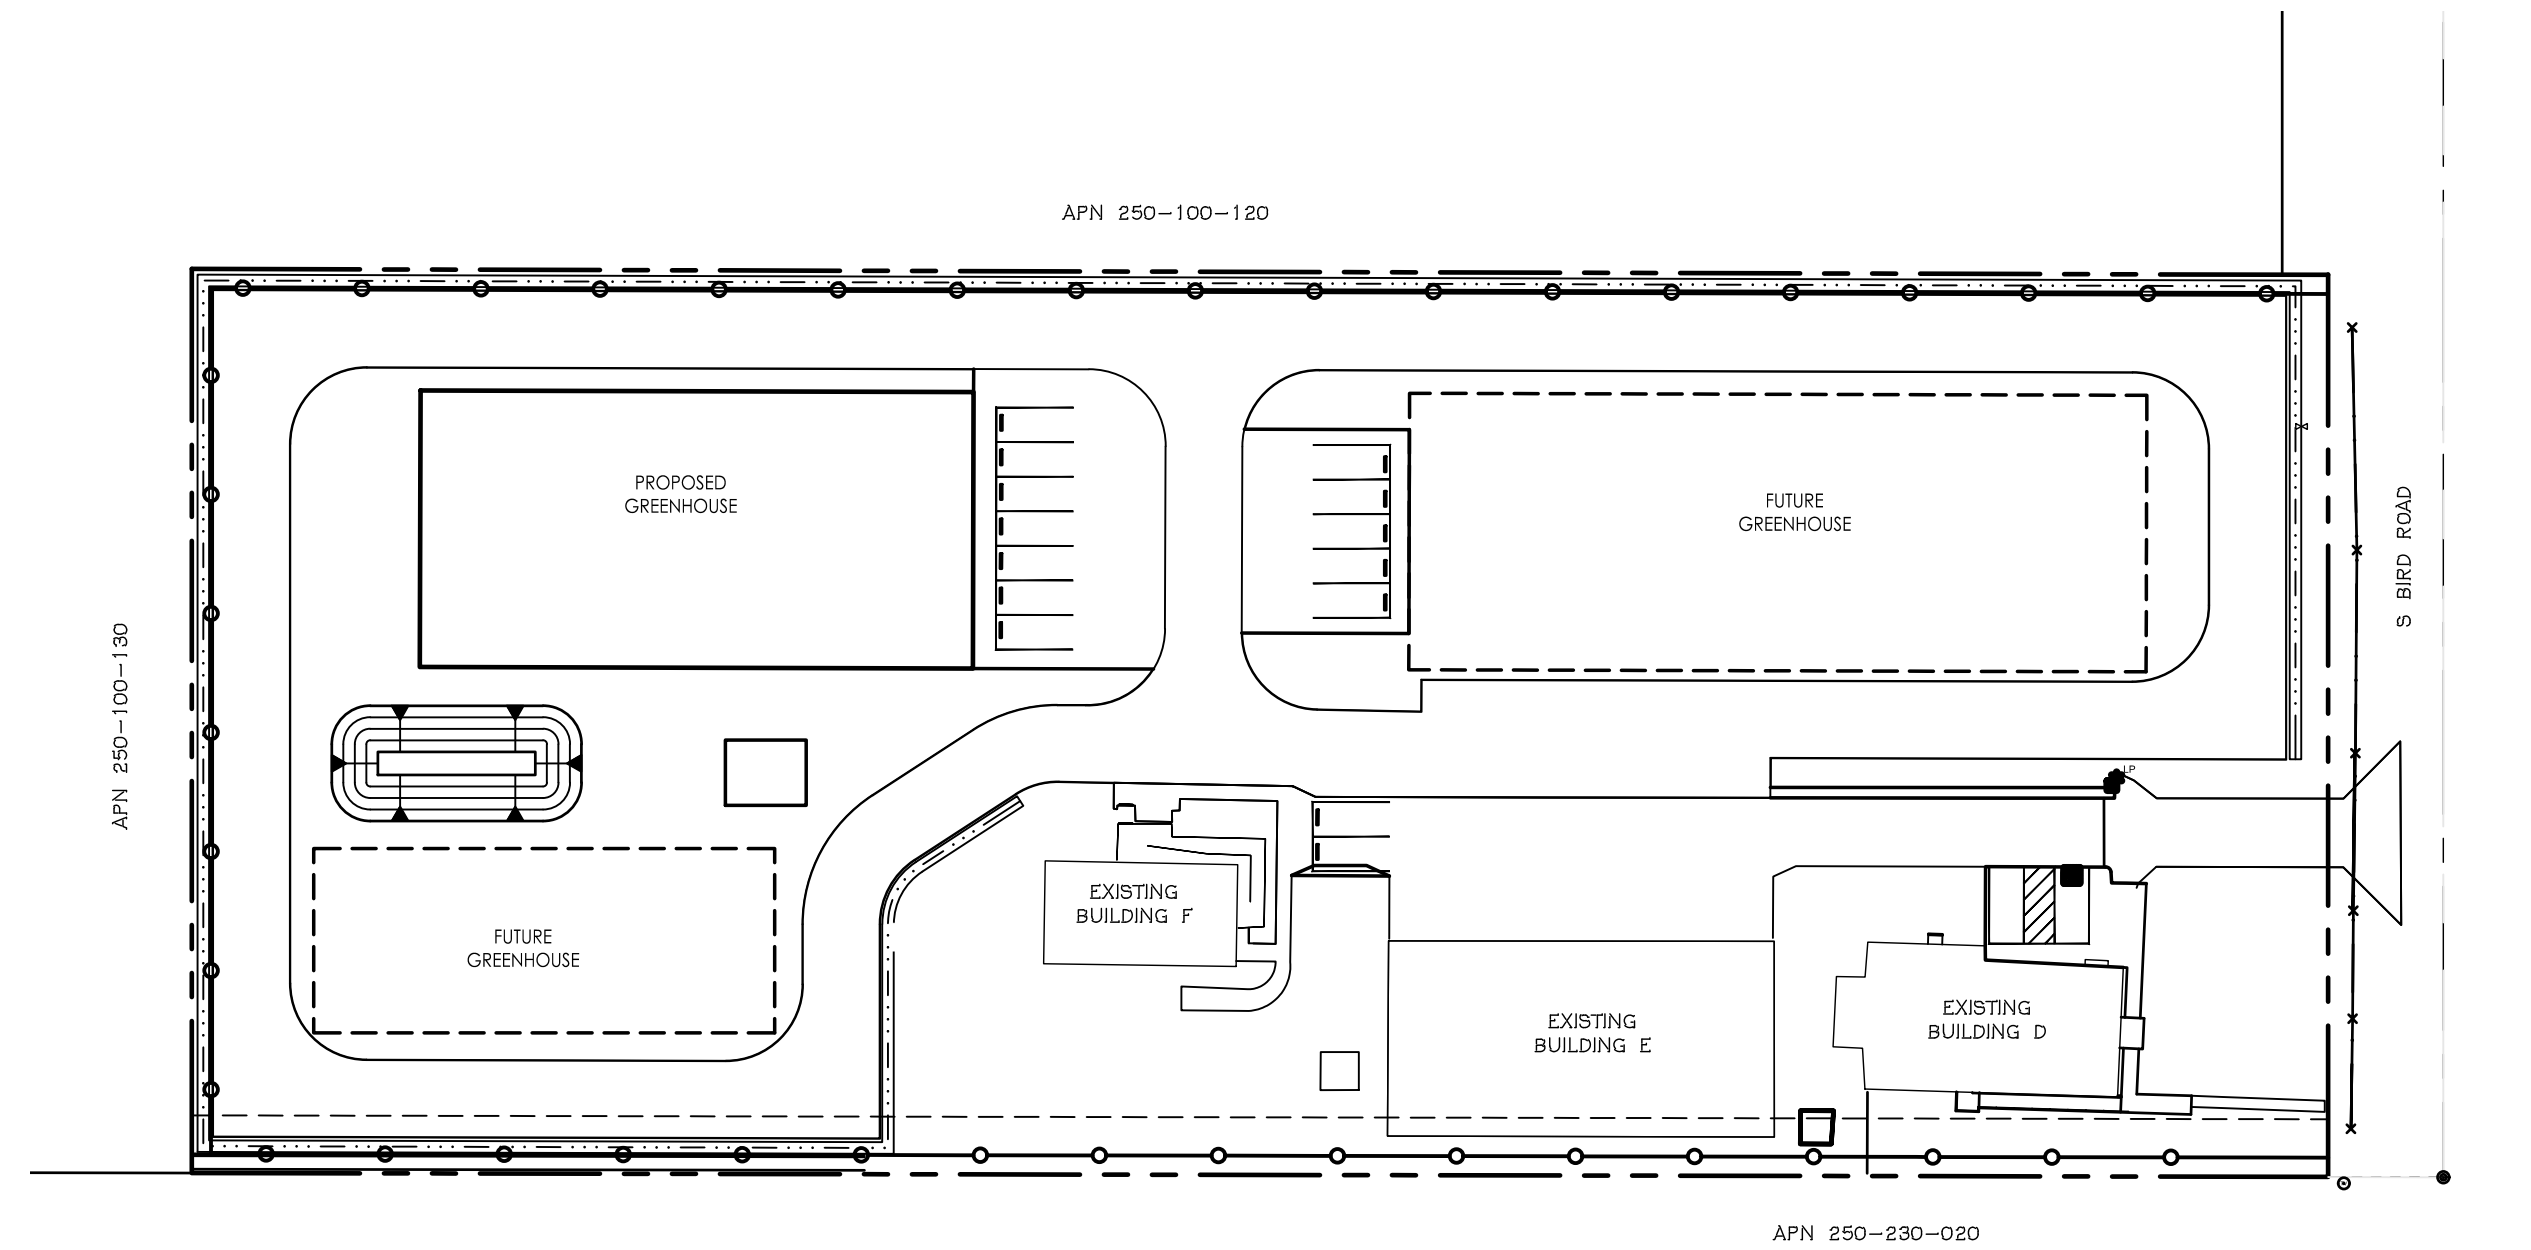 APN 250-100-120
PROPOSED
GREENHOUSE
FUTURE
GREENHOUSE
S BIRD ROAD
APN 250-100-130
LP
EXISTING
BUILDING F
FUTURE
GREENHOUSE
EXISTING
BUILDING E
EXISTING
BUILDING D
APN 250-230-020